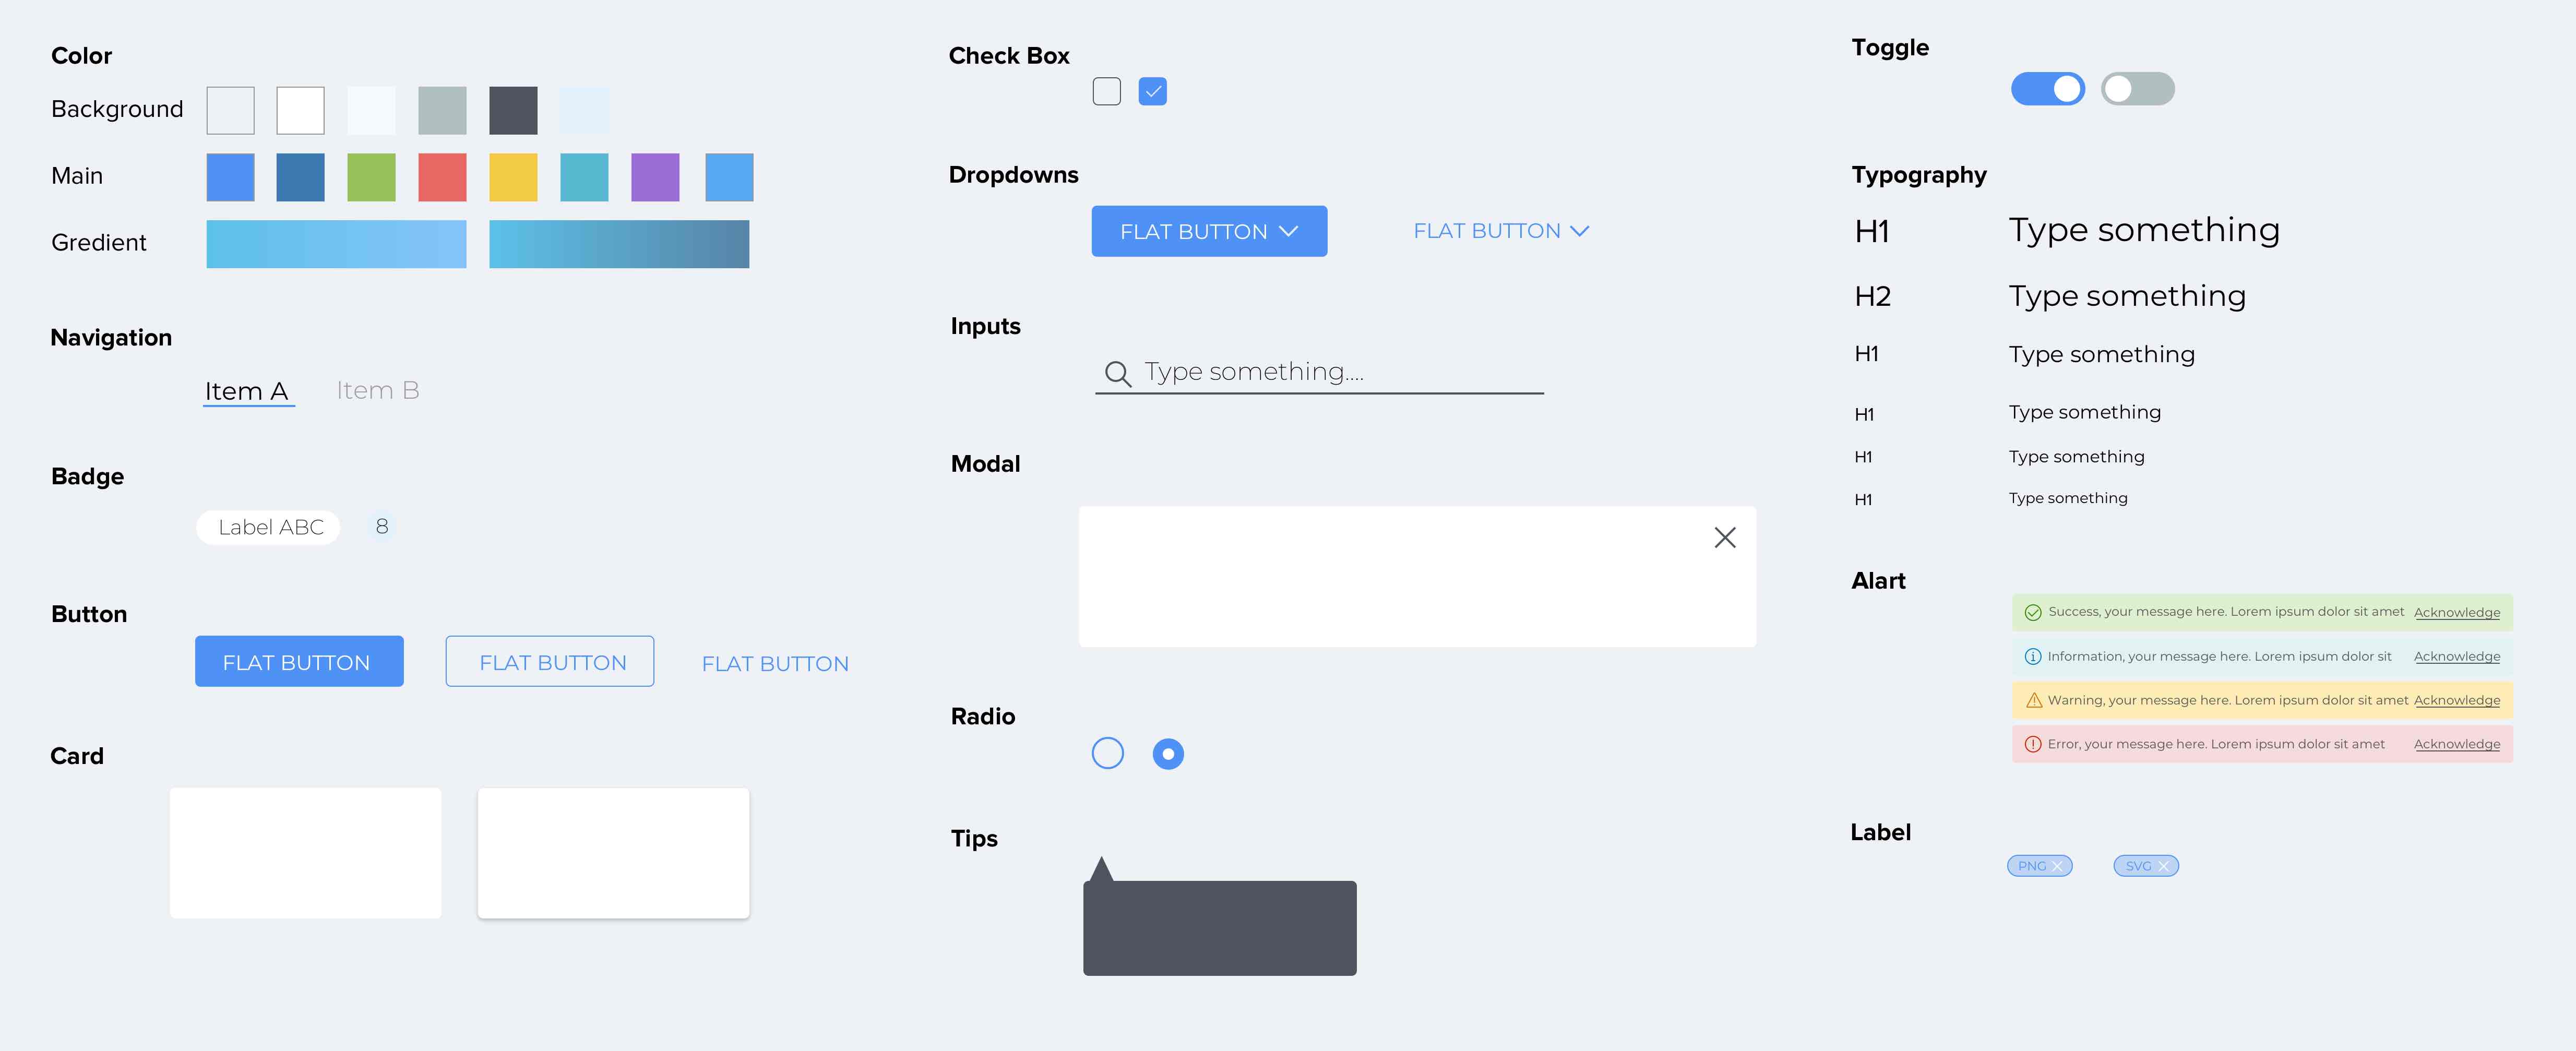 Color
Background
Main
Gredient
Navigation
Item A Item B
Badge
Label ABC 8
Button
FLAT BUTTON FLAT BUTTON FLAT BUTTON
Card
Check Box
Dropdowns
FLAT BUTTON FLAT BUTTON
Inputs
Type something....
Modal
Radio
Tips
Toggle
Typography
H1 Type something
H2 Type something
H1 Type something
H1 Type something
H1 Type something
H1 Type something
Alart
Success, your message here. Lorem ipsum dolor sit amet Acknowledge
Information, your message here. Lorem ipsum dolor sit Acknowledge
Warning, your message here. Lorem ipsum dolor sit amet Acknowledge
Error, your message here. Lorem ipsum dolor sit amet Acknowledge
Label
PNG SVG